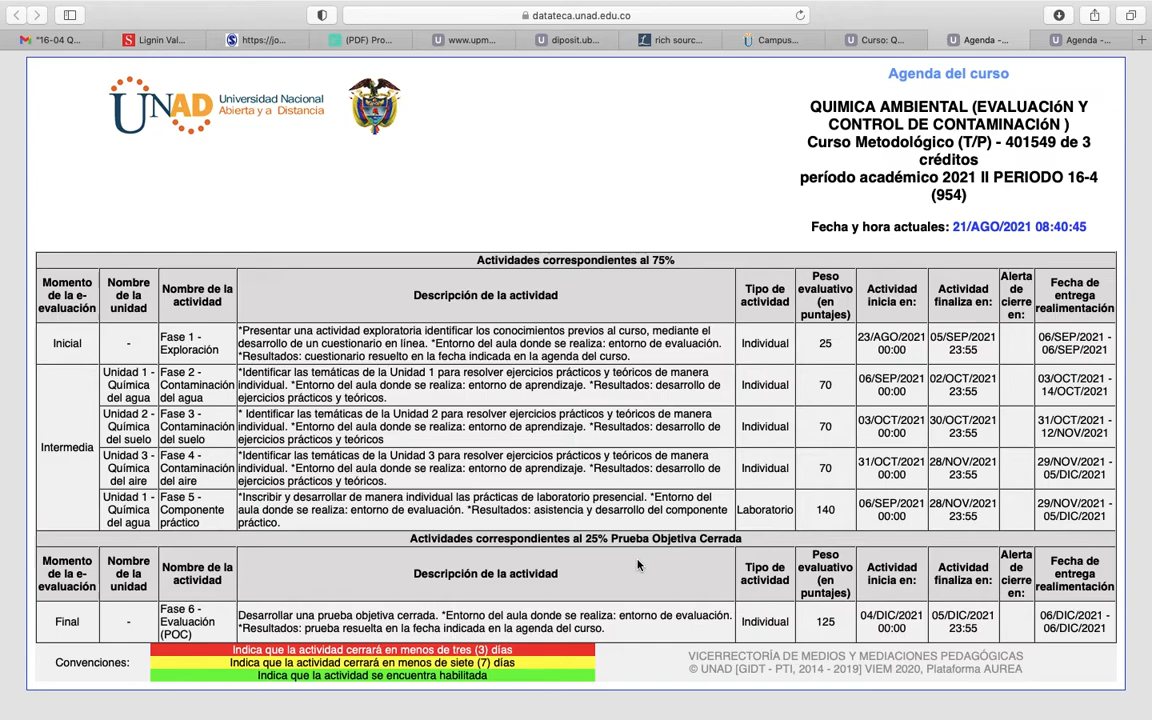 datateca.unad.edu.co
"16-04 Q...
Lignin Val...
https://jo...
(PDF) Pro...
www.upm...
diposit.ub...
rich sourc...
Campus...
Curso: Q...
Agenda -...
Agenda -...
UNAD Universidad Nacional
Abierta y a Distancia
Agenda del curso
QUIMICA AMBIENTAL (EVALUACIóN Y
CONTROL DE CONTAMINACIóN )
Curso Metodológico (T/P) - 401549 de 3
créditos
período académico 2021 II PERIODO 16-4
(954)
Fecha y hora actuales: 21/AGO/2021 08:40:45
Actividades correspondientes al 75%
Momento
de la e-
evaluación
Nombre
de la
unidad
Nombre de la
actividad
Descripción de la actividad
Tipo de
actividad
Peso
evaluativo
(en
puntajes)
Actividad
inicia en:
Actividad
finaliza en:
Alerta
de
cierre
en:
Fecha de
entrega
realimentación
Inicial
-
Fase 1 -
Exploración
*Presentar una actividad exploratoria identificar los conocimientos previos al curso, mediante el
desarrollo de un cuestionario en línea. *Entorno del aula donde se realiza: entorno de evaluación.
*Resultados: cuestionario resuelto en la fecha indicada en la agenda del curso.
Individual
25
23/AGO/2021
00:00
05/SEP/2021
23:55
06/SEP/2021 -
06/SEP/2021
Intermedia
Unidad 1 -
Química
del agua
Fase 2 -
Contaminación
del agua
*Identificar las temáticas de la Unidad 1 para resolver ejercicios prácticos y teóricos de manera
individual. *Entorno del aula donde se realiza: entorno de aprendizaje. *Resultados: desarrollo de
ejercicios prácticos y teóricos.
Individual
70
06/SEP/2021
00:00
02/OCT/2021
23:55
03/OCT/2021 -
14/OCT/2021
Unidad 2 -
Química
del suelo
Fase 3 -
Contaminación
del suelo
* Identificar las temáticas de la Unidad 2 para resolver ejercicios prácticos y teóricos de manera
individual. *Entorno del aula donde se realiza: entorno de aprendizaje. *Resultados: desarrollo de
ejercicios prácticos y teóricos
Individual
70
03/OCT/2021
00:00
30/OCT/2021
23:55
31/OCT/2021 -
12/NOV/2021
Unidad 3 -
Química
del aire
Fase 4 -
Contaminación
del aire
*Identificar las temáticas de la Unidad 3 para resolver ejercicios prácticos y teóricos de manera
individual. *Entorno del aula donde se realiza: entorno de aprendizaje. *Resultados: desarrollo de
ejercicios prácticos y teóricos.
Individual
70
31/OCT/2021
00:00
28/NOV/2021
23:55
29/NOV/2021 -
05/DIC/2021
Unidad 1 -
Química
del agua
Fase 5 -
Componente
práctico
*Inscribir y desarrollar de manera individual las prácticas de laboratorio presencial. *Entorno del
aula donde se realiza: entorno de evaluación. *Resultados: asistencia y desarrollo del componente
práctico.
Laboratorio
140
06/SEP/2021
00:00
28/NOV/2021
23:55
29/NOV/2021 -
05/DIC/2021
Actividades correspondientes al 25% Prueba Objetiva Cerrada
Momento
de la e-
evaluación
Nombre
de la
unidad
Nombre de la
actividad
Descripción de la actividad
Tipo de
actividad
Peso
evaluativo
(en
puntajes)
Actividad
inicia en:
Actividad
finaliza en:
Alerta
de
cierre
en:
Fecha de
entrega
realimentación
Final
-
Fase 6 -
Evaluación
(POC)
Desarrollar una prueba objetiva cerrada. *Entorno del aula donde se realiza: entorno de evaluación.
*Resultados: prueba resuelta en la fecha indicada en la agenda del curso.
Individual
125
04/DIC/2021
00:00
05/DIC/2021
23:55
06/DIC/2021 -
06/DIC/2021
Convenciones:
Indica que la actividad cerrará en menos de tres (3) días
Indica que la actividad cerrará en menos de siete (7) días
Indica que la actividad se encuentra habilitada
VICERRECTORÍA DE MEDIOS Y MEDIACIONES PEDAGÓGICAS
© UNAD [GIDT - PTI, 2014 - 2019] VIEM 2020, Plataforma AUREA